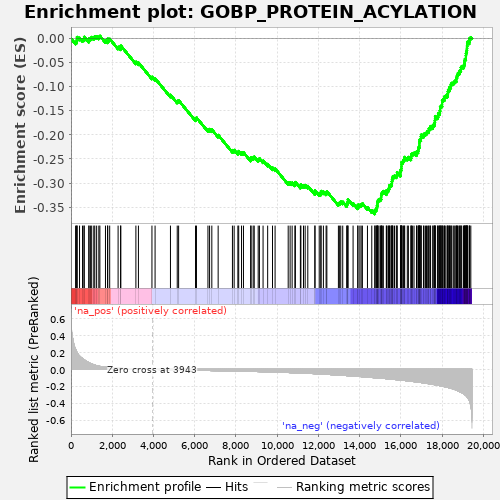 Enrichment plot: GOBP_PROTEIN_ACYLATION
Enrichment score (ES)
0.00
-0.05
-0.10
-0.15
-0.20
-0.25
-0.30
-0.35
'na_pos' (positively correlated)
Ranked list metric (PreRanked)
0.6
0.4
0.2
0.0
-0.2
-0.4
-0.6
Zero cross at 3943
'na_neg' (negatively correlated)
0 2,000 4,000 6,000 8,000 10,000 12,000 14,000 16,000 18,000 20,000
Rank in Ordered Dataset
Enrichment profile Hits Ranking metric scores